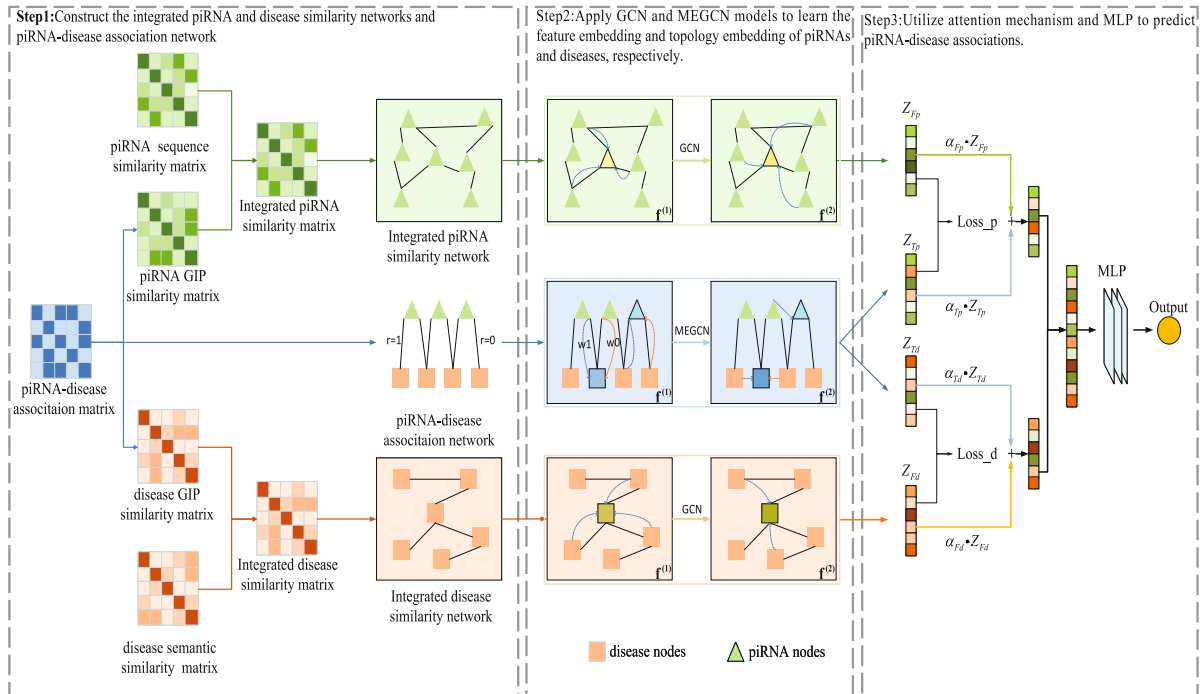 Step1:Construct the integrated piRNA and disease similarity networks and
piRNA-disease association network
piRNA sequence
similarity matrix
piRNA GIP
similarity matrix
Integrated piRNA
similarity matrix
Integrated piRNA
similarity network
piRNA-disease
associtaion matrix
r=1
r=0
piRNA-disease
associtaion network
disease GIP
similarity matrix
Integrated disease
similarity matrix
Integrated disease
similarity network
disease semantic
similarity matrix
Step2:Apply GCN and MEGCN models to learn the
feature embedding and topology embedding of piRNAs
and diseases, respectively.
GCN
f(1)
f(2)
w1
w0
MEGCN
f(1)
f(2)
GCN
f(1)
f(2)
disease nodes
piRNA nodes
Step3:Utilize attention mechanism and MLP to predict
piRNA-disease associations.
Z_Fp
α_Fp•Z_Fp
Loss_p
+
Z_Tp
α_Tp•Z_Tp
MLP
Output
Z_Td
α_Td•Z_Td
Loss_d
+
Z_Fd
α_Fd•Z_Fd